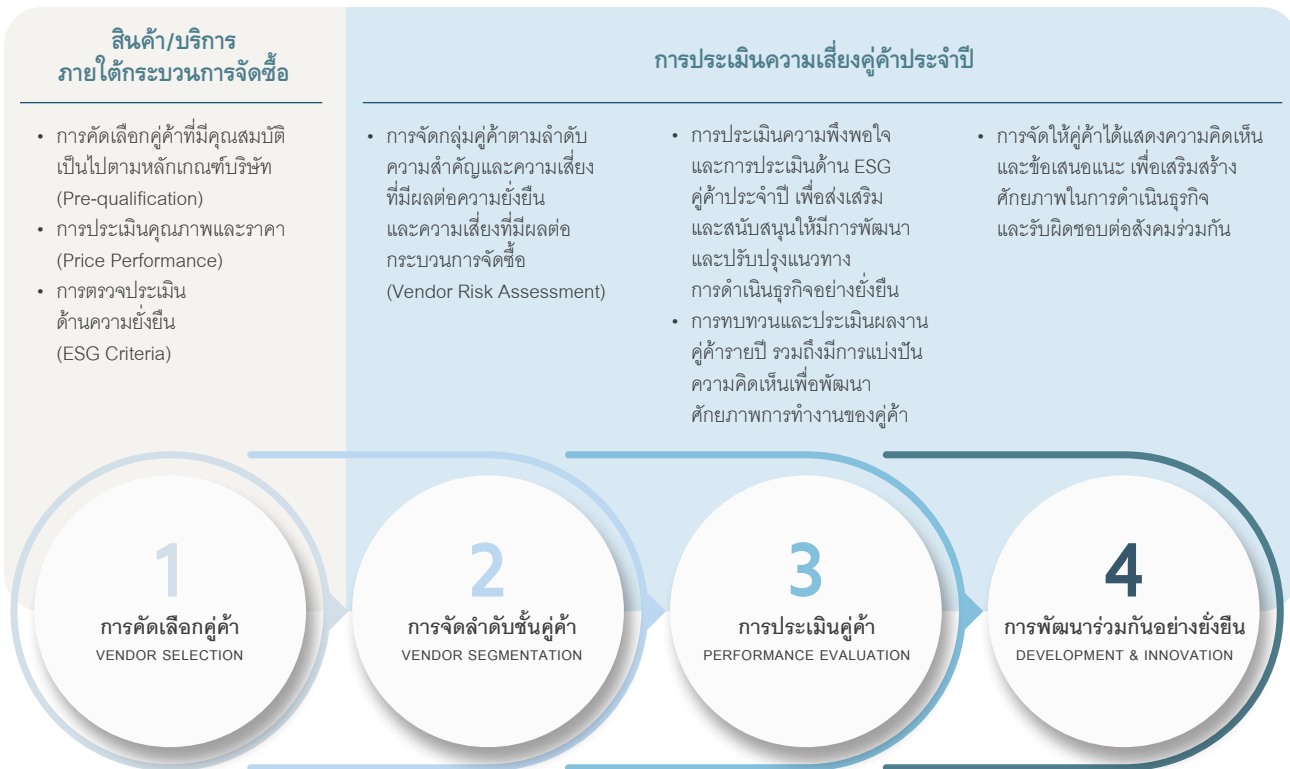 สินค้า/บริการ
ภายใต้กระบวนการจัดซื้อ
• การคัดเลือกคู่ค้าที่มีคุณสมบัติ
เป็นไปตามหลักเกณฑ์บริษัท
(Pre-qualification)
• การประเมินคุณภาพและราคา
(Price Performance)
• การตรวจประเมิน
ด้านความยั่งยืน
(ESG Criteria)
การประเมินความเสี่ยงคู่ค้าประจำปี
• การจัดกลุ่มคู่ค้าตามลำดับ
ความสำคัญและความเสี่ยง
ที่มีผลต่อความยั่งยืน
และความเสี่ยงที่มีผลต่อ
กระบวนการจัดซื้อ
(Vendor Risk Assessment)
• การประเมินความพึงพอใจ
และการประเมินด้าน ESG
คู่ค้าประจำปี เพื่อส่งเสริม
และสนับสนุนให้มีการพัฒนา
และปรับปรุงแนวทาง
การดำเนินธุรกิจอย่างยั่งยืน
• การทบทวนและประเมินผลงาน
คู่ค้ารายปี รวมถึงมีการแบ่งปัน
ความคิดเห็นเพื่อพัฒนา
ศักยภาพการทำงานของคู่ค้า
• การจัดให้คู่ค้าได้แสดงความคิดเห็น
และข้อเสนอแนะ เพื่อเสริมสร้าง
ศักยภาพในการดำเนินธุรกิจ
และรับผิดชอบต่อสังคมร่วมกัน
1
การคัดเลือกคู่ค้า
VENDOR SELECTION
2
การจัดลำดับชั้นคู่ค้า
VENDOR SEGMENTATION
3
การประเมินคู่ค้า
PERFORMANCE EVALUATION
4
การพัฒนาร่วมกันอย่างยั่งยืน
DEVELOPMENT & INNOVATION